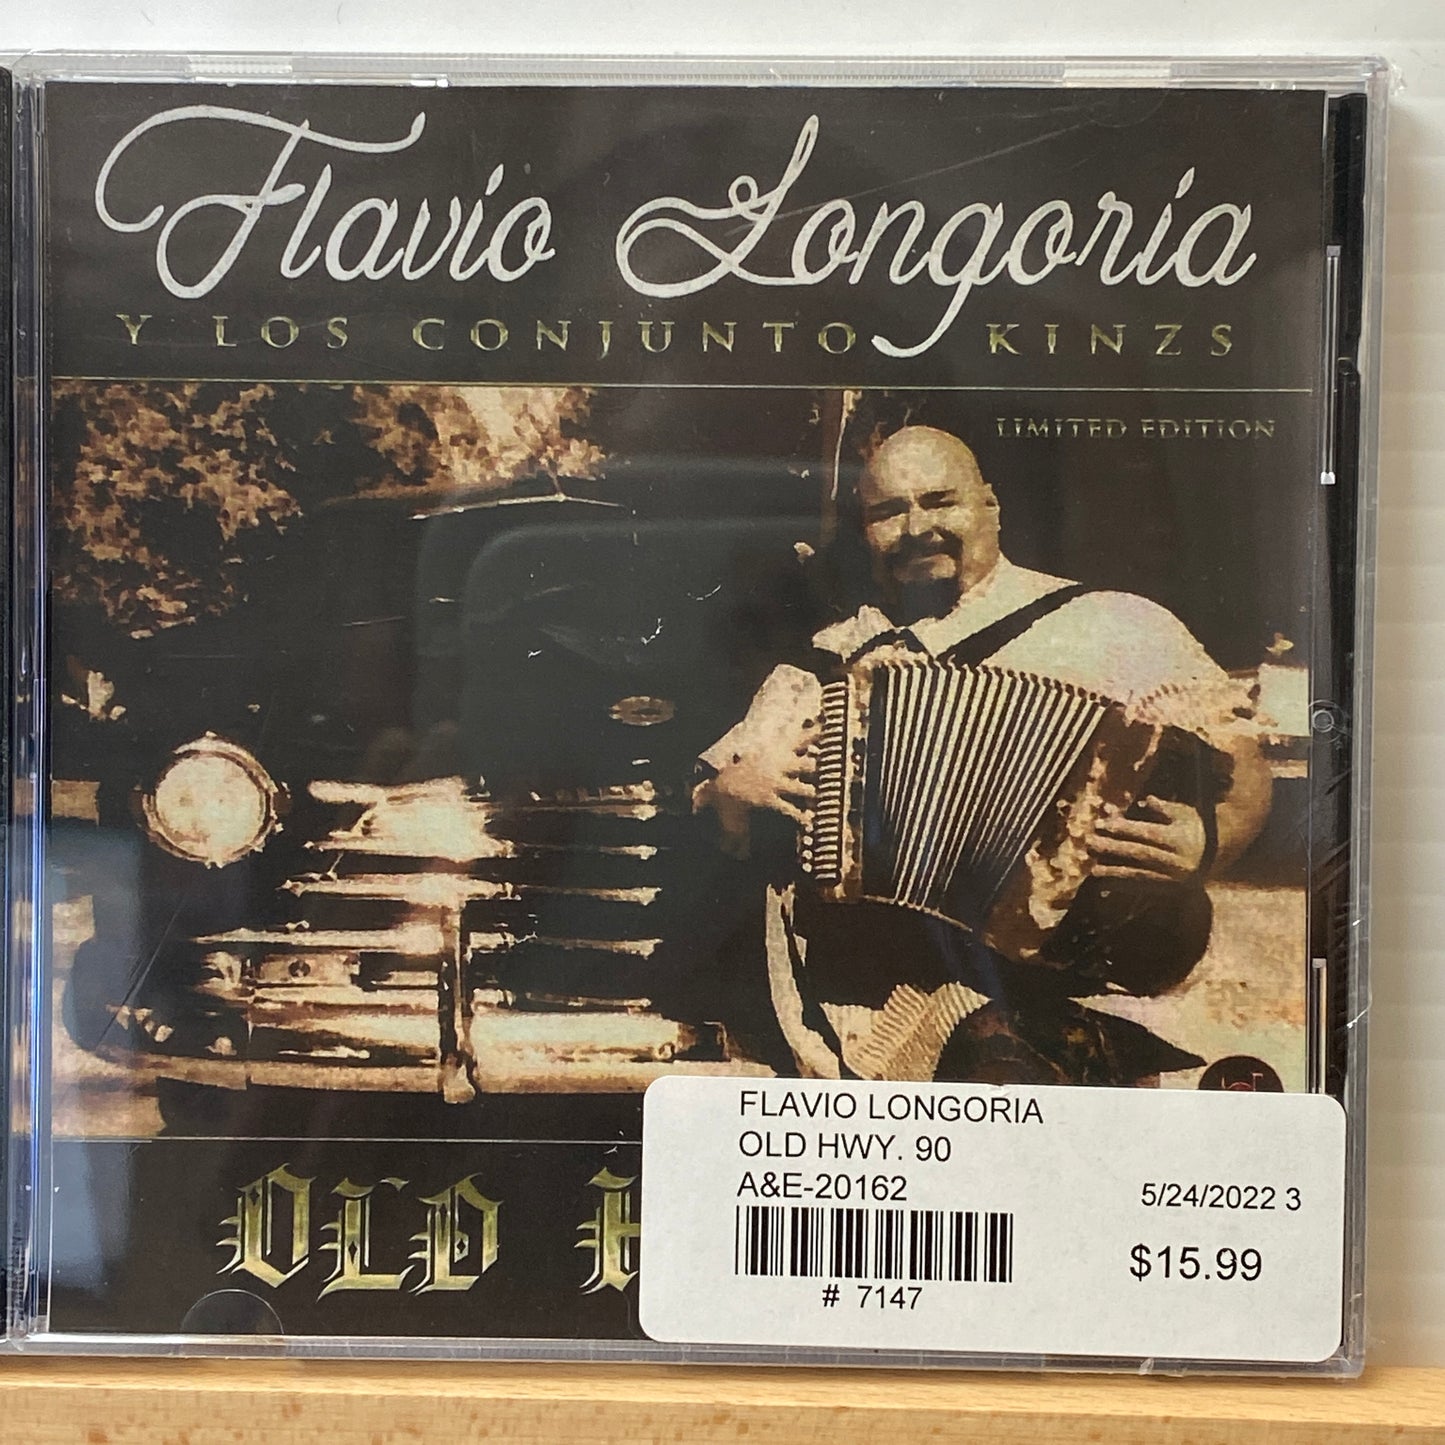 Flavio Longoria
Y LOS CONJUNTO KINZS
LIMITED EDITION
OLD
FLAVIO LONGORIA
OLD HWY. 90
A&E-20162
5/24/2022 3
$15.99
# 7147